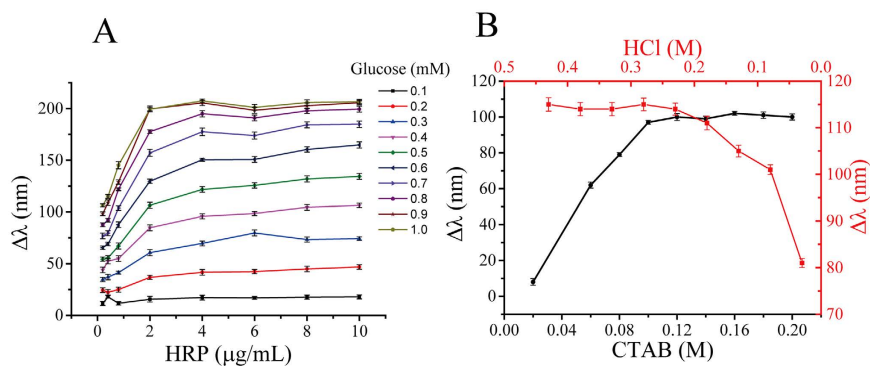 A
Glucose (mM)
0.1
0.2
0.3
0.4
0.5
0.6
0.7
0.8
0.9
1.0
200
150
100
50
0
Δλ (nm)
0 2 4 6 8 10
HRP (μg/mL)
B
HCl (M)
0.5 0.4 0.3 0.2 0.1 0.0
120
100
80
60
40
20
0
Δλ (nm)
115
110
100
90
80
70
Δλ (nm)
0.00 0.04 0.08 0.12 0.16 0.20
CTAB (M)